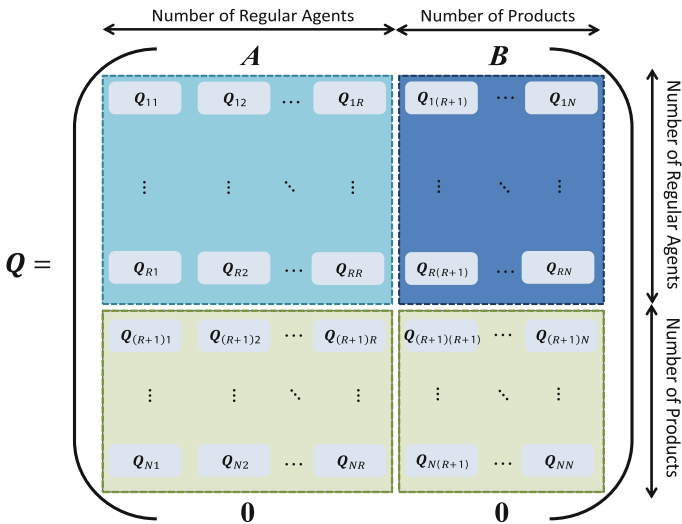 Number of Regular Agents Number of Products
A B
Q11 Q12 ... Q1R Q1(R+1) ... Q1N
⋮ ⋮ ⋱ ⋮ ⋮ ⋱ ⋮
Number of Regular Agents
Q =
QR1 QR2 ... QRR QR(R+1) ... QRN
Q(R+1)1 Q(R+1)2 ... Q(R+1)R Q(R+1)(R+1) ... Q(R+1)N
⋮ ⋮ ⋱ ⋮ ⋮ ⋱ ⋮
Number of Products
QN1 QN2 ... QNR QN(R+1) ... QNN
0 0